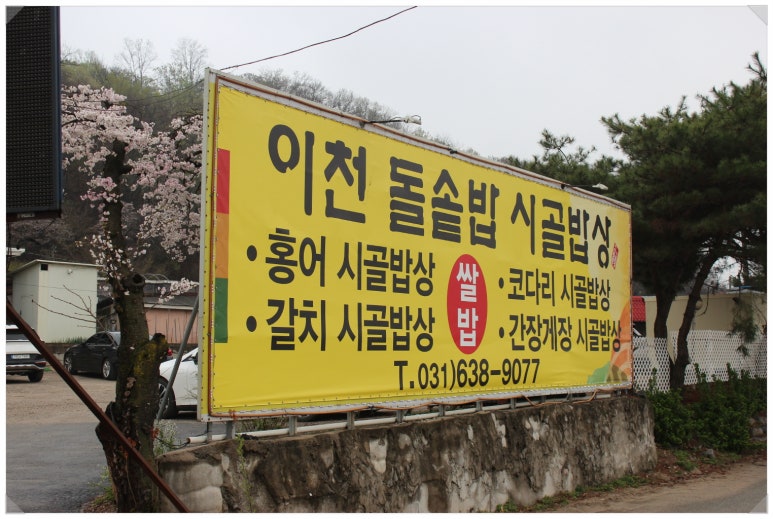 이천 돌솥밥 시골밥상
• 홍어 시골밥상
• 갈치 시골밥상
쌀밥
• 코다리 시골밥상
• 간장게장 시골밥상
T. 031)638-9077